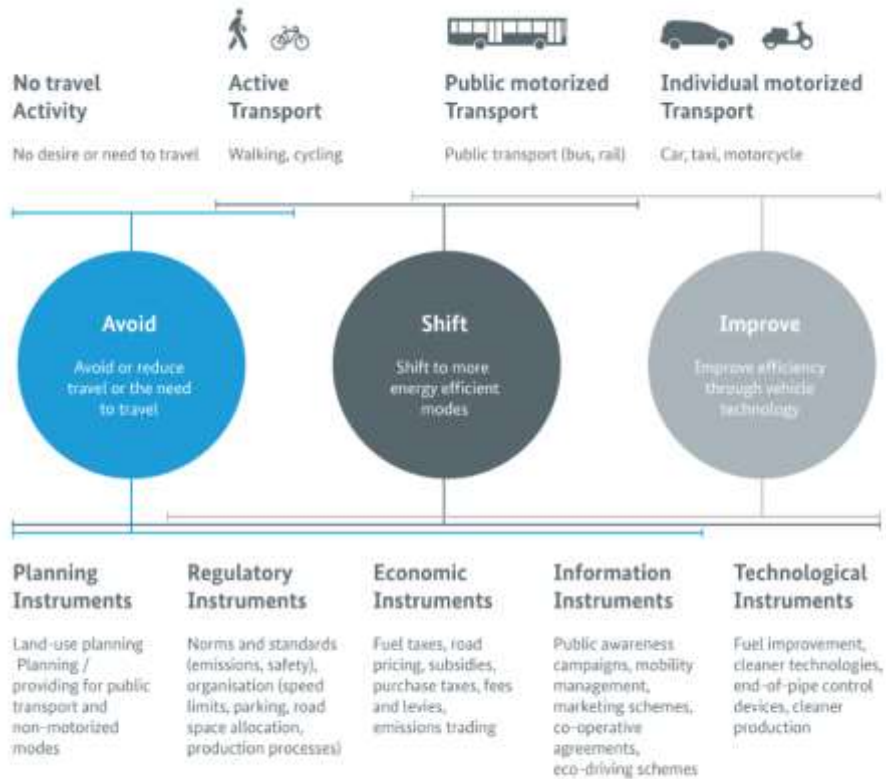 No travel
Activity
No desire or need to travel
Active
Transport
Walking, cycling
Public motorized
Transport
Public transport (bus, rail)
Individual motorized
Transport
Car, taxi, motorcycle
Avoid
Avoid or reduce
travel or the need
to travel
Shift
Shift to more
energy efficient
modes
Improve
Improve efficiency
through vehicle
technology
Planning
Instruments
Land-use planning
Planning /
providing for public
transport and
non-motorized
modes
Regulatory
Instruments
Norms and standards
(emissions, safety),
organisation (speed
limits, parking, road
space allocation,
production processes)
Economic
Instruments
Fuel taxes, road
pricing, subsidies,
purchase taxes, fees
and levies,
emissions trading
Information
Instruments
Public awareness
campaigns, mobility
management,
marketing schemes,
co-operative
agreements,
eco-driving schemes
Technological
Instruments
Fuel improvement,
cleaner technologies,
end-of-pipe control
devices, cleaner
production